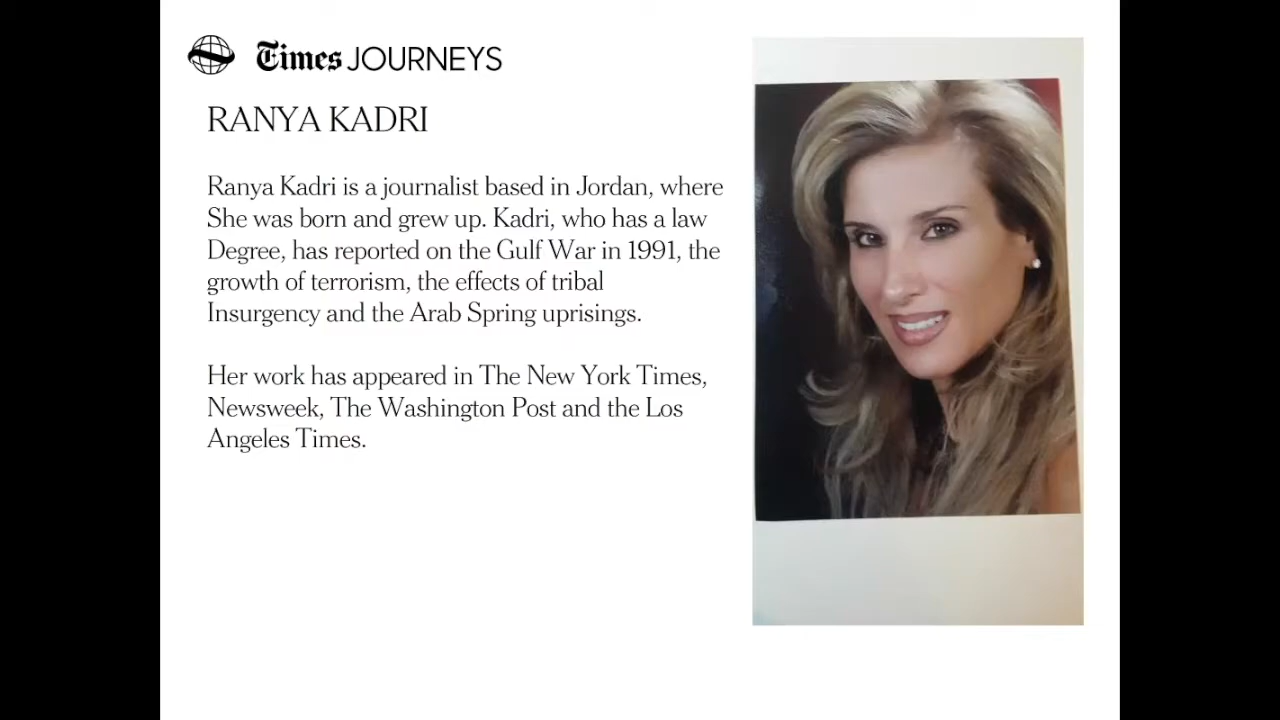 Times JOURNEYS
RANYA KADRI
Ranya Kadri is a journalist based in Jordan, where
She was born and grew up. Kadri, who has a law
Degree, has reported on the Gulf War in 1991, the
growth of terrorism, the effects of tribal
Insurgency and the Arab Spring uprisings.
Her work has appeared in The New York Times,
Newsweek, The Washington Post and the Los
Angeles Times.